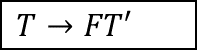 T → FT′